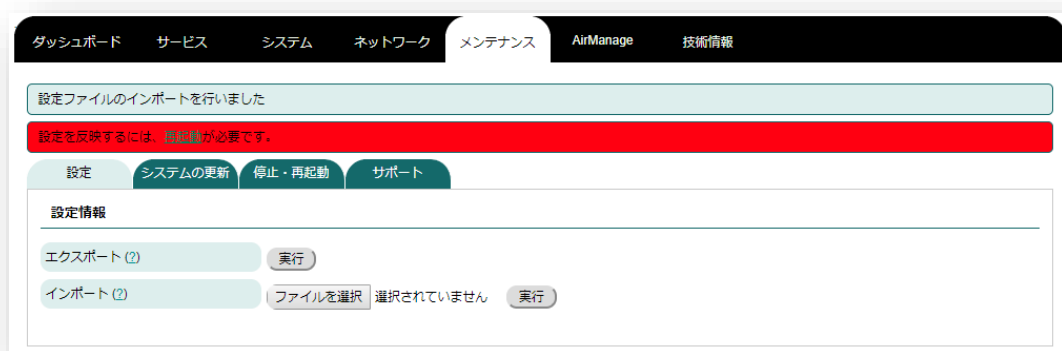 ダッシュボード サービス システム ネットワーク メンテナンス AirManage 技術情報
設定ファイルのインポートを行いました
設定を反映するには、再起動が必要です。
設定 システムの更新 停止・再起動 サポート
設定情報
エクスポート (?) 実行
インポート (?) ファイルを選択 選択されていません 実行